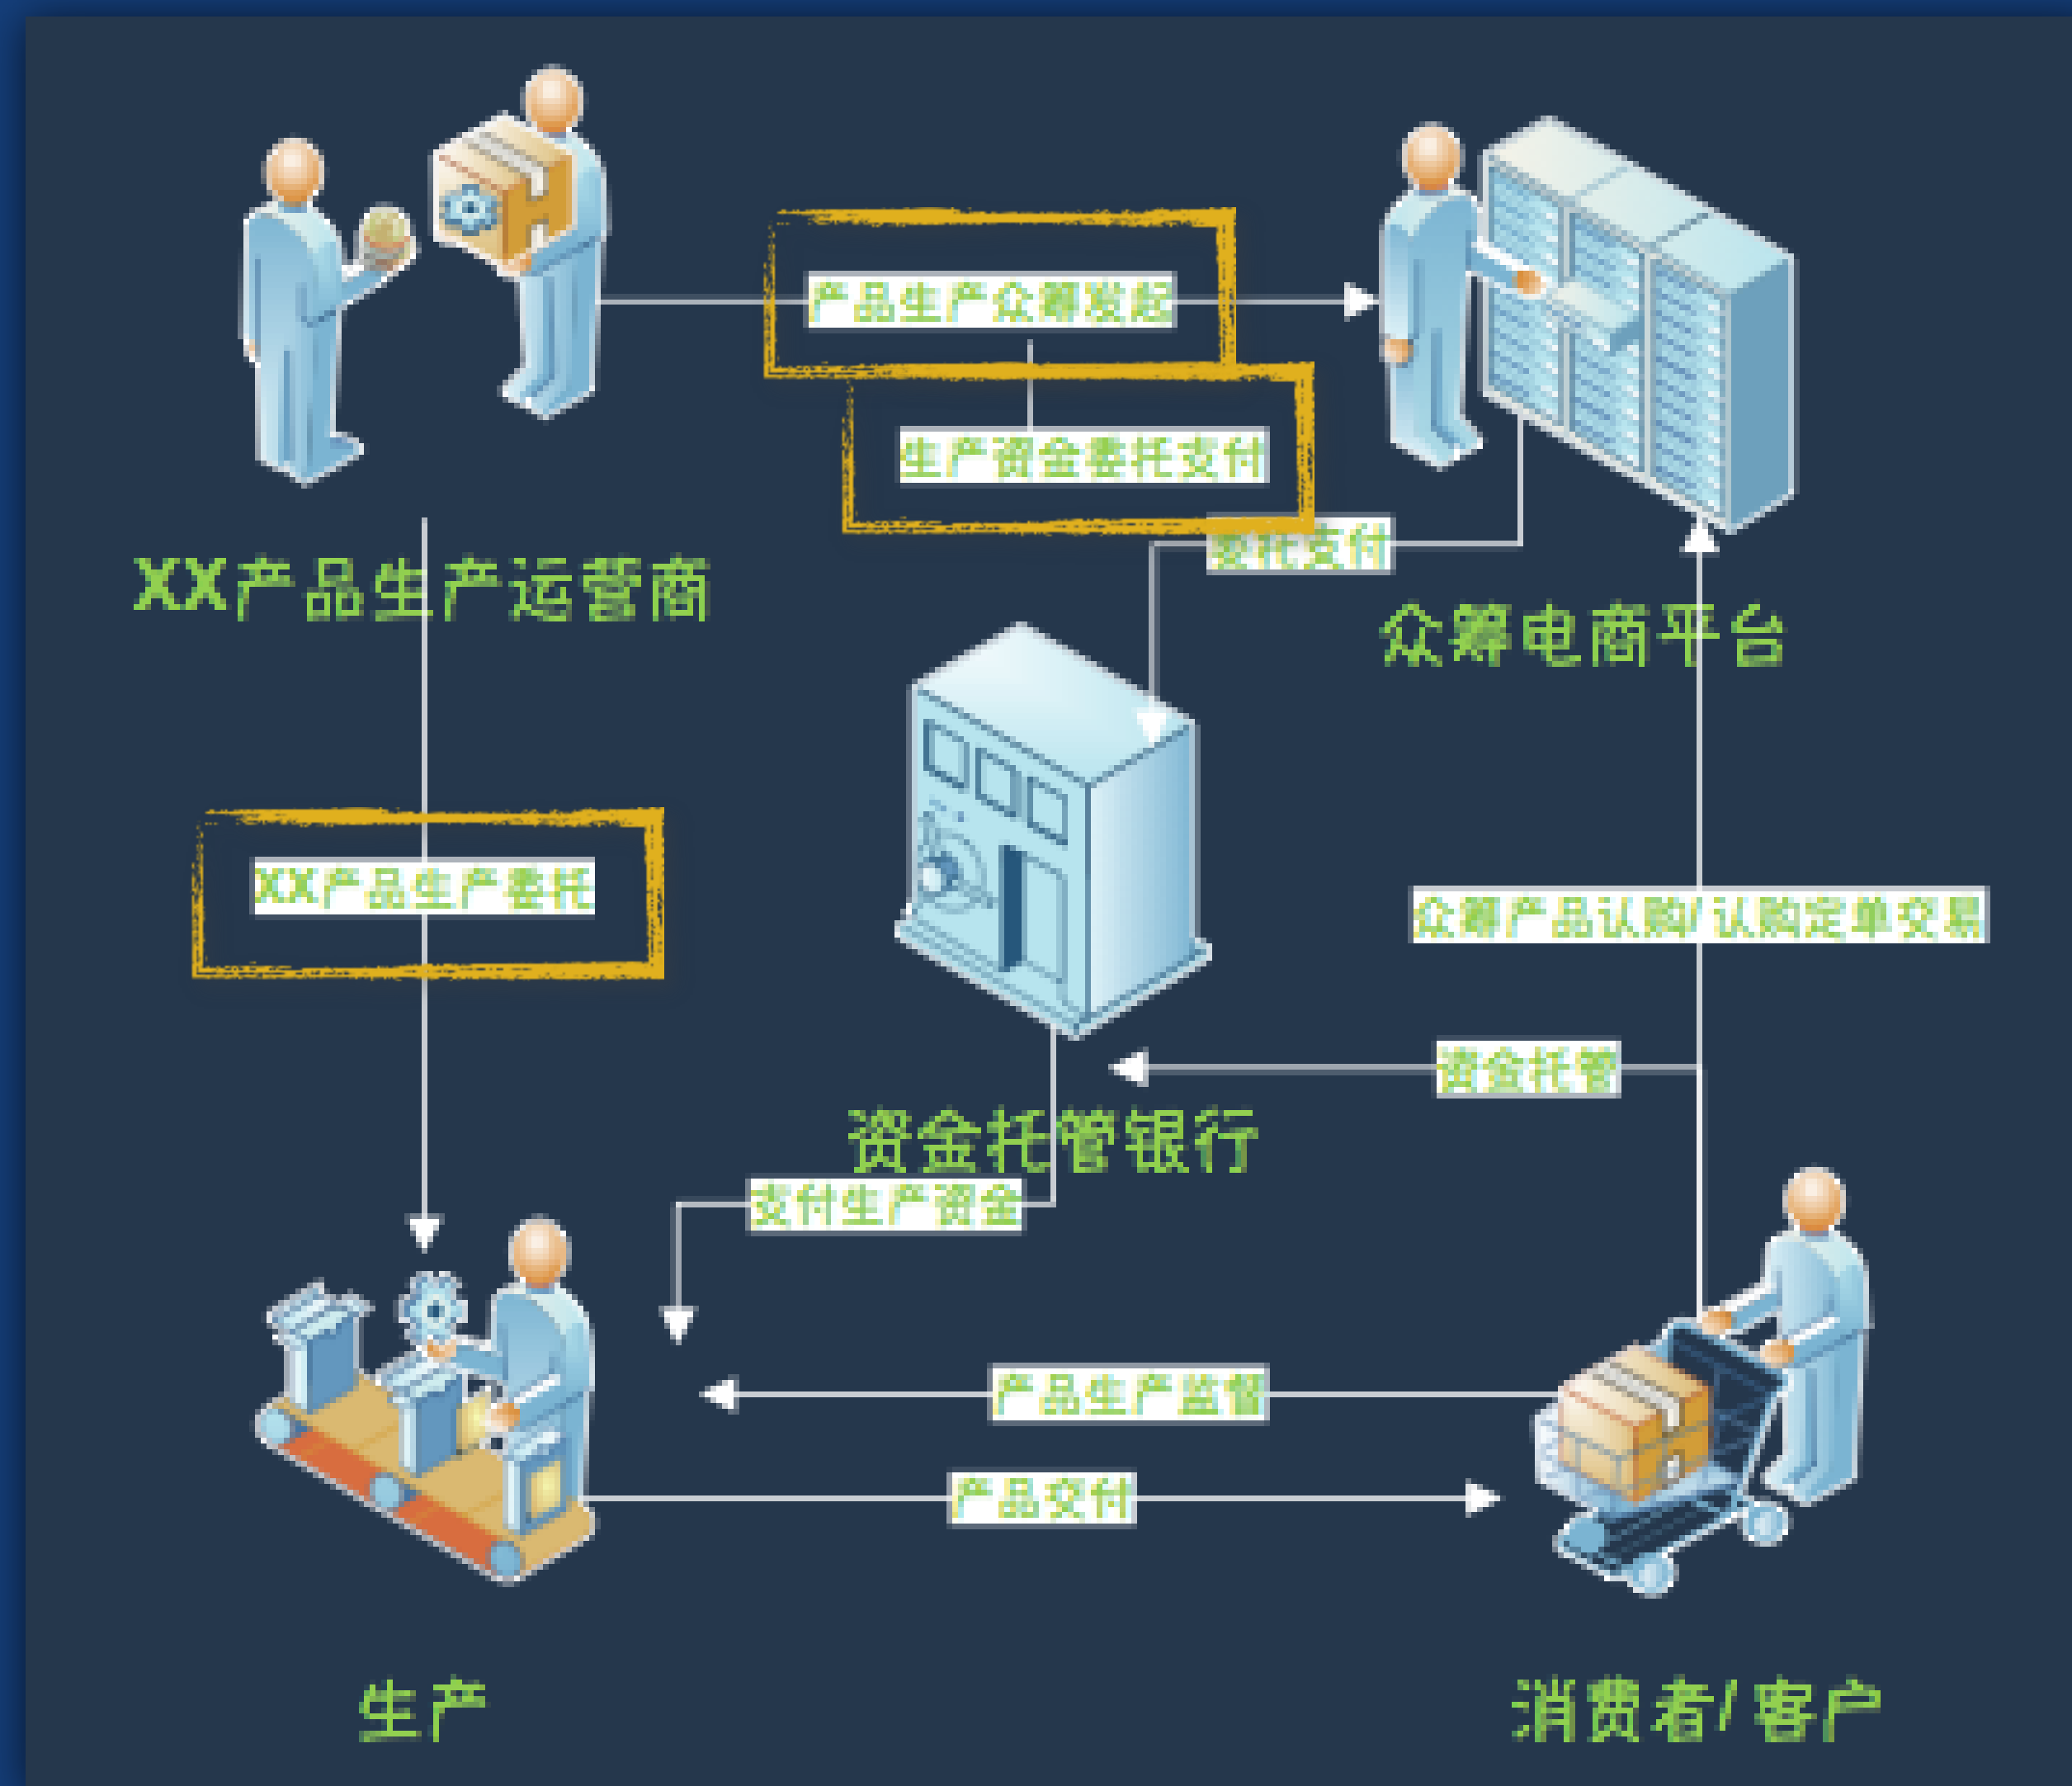 产品生产众筹发起
生产资金委托支付
委托支付
XX产品生产运营商
众筹电商平台
XX产品生产委托
众筹产品认购/认购定单交易
资金托管
资金托管银行
支付生产资金
产品生产监督
产品交付
生产
消费者/客户